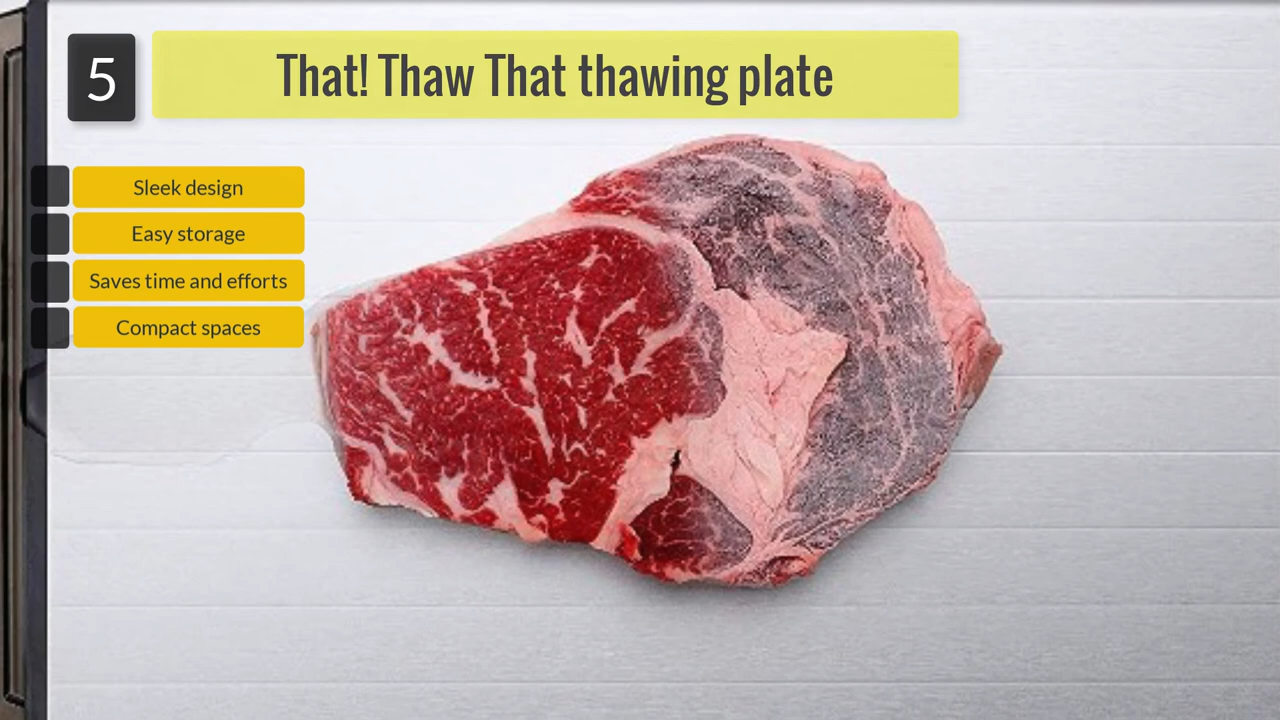 5
That! Thaw That thawing plate
Sleek design
Easy storage
Saves time and efforts
Compact spaces